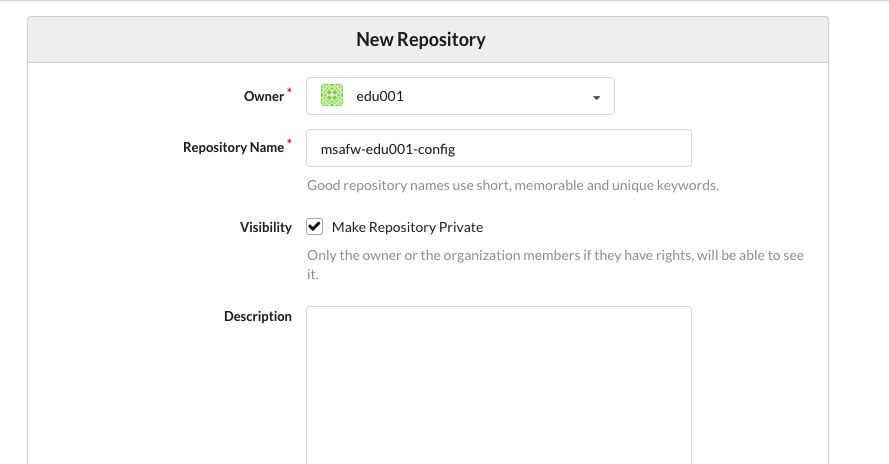 New Repository
Owner *
edu001
Repository Name *
msafw-edu001-config
Good repository names use short, memorable and unique keywords.
Visibility
Make Repository Private
Only the owner or the organization members if they have rights, will be able to see
it.
Description